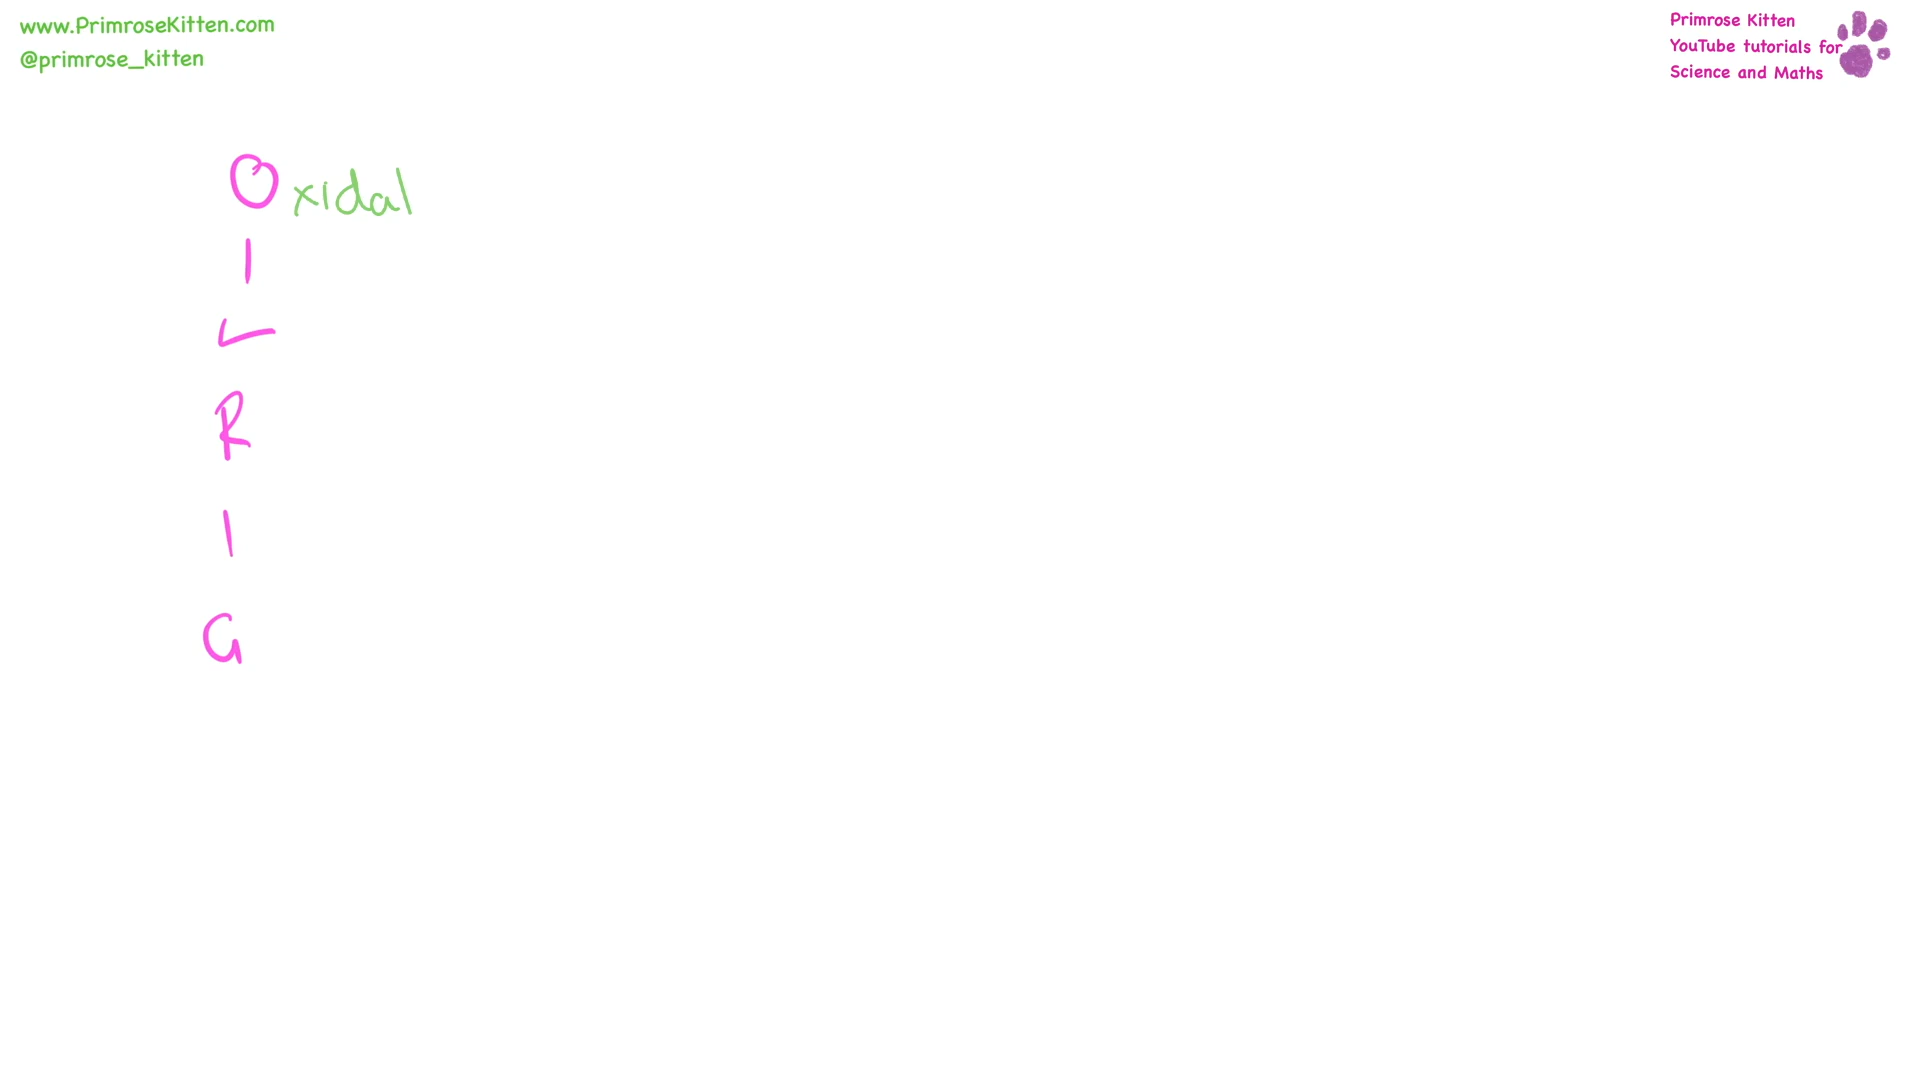 www.PrimroseKitten.com
@primrose_kitten
Primrose Kitten
YouTube tutorials for
Science and Maths
Oxidal
I
L
R
I
G